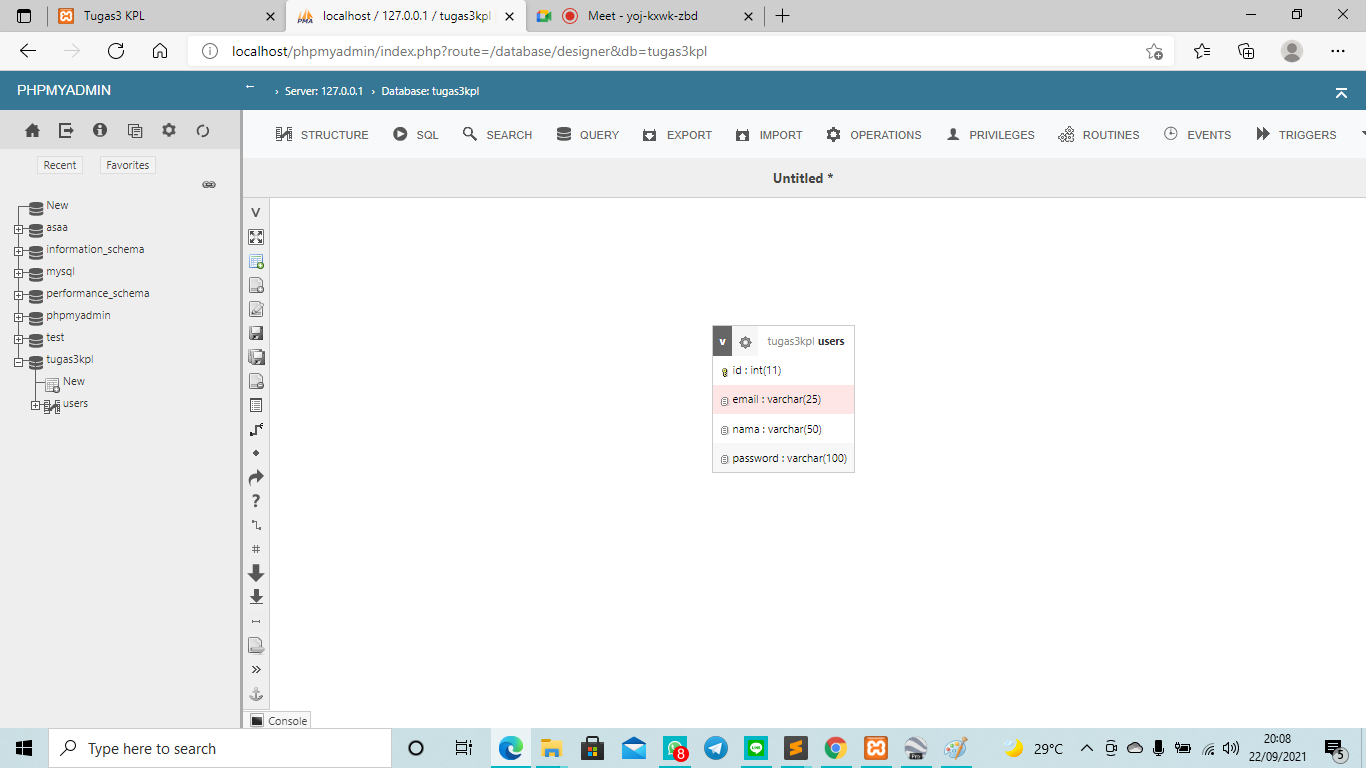 Tugas3 KPL
localhost / 127.0.0.1 / tugas3kpl
Meet - yoj-kxwk-zbd
localhost/phpmyadmin/index.php?route=/database/designer&db=tugas3kpl
PHPMYADMIN
Server: 127.0.0.1 › Database: tugas3kpl
STRUCTURE SQL SEARCH QUERY EXPORT IMPORT OPERATIONS PRIVILEGES ROUTINES EVENTS TRIGGERS
Recent Favorites
Untitled *
New
asaa
information_schema
mysql
performance_schema
phpmyadmin
test
tugas3kpl
New
users
V
v tugas3kpl users
id : int(11)
email : varchar(25)
nama : varchar(50)
password : varchar(100)
Console
Type here to search
8
Pro
29°C
20:08
22/09/2021
5